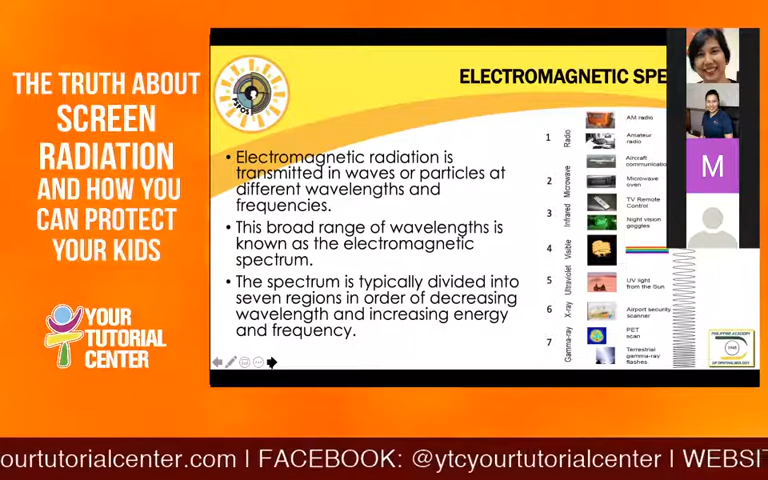 THE TRUTH ABOUT
SCREEN
RADIATION
AND HOW YOU
CAN PROTECT
YOUR KIDS
YOUR
TUTORIAL
CENTER
PSPOS
ELECTROMAGNETIC SPE
• Electromagnetic radiation is
transmitted in waves or particles at
different wavelengths and
frequencies.
• This broad range of wavelengths is
known as the electromagnetic
spectrum.
• The spectrum is typically divided into
seven regions in order of decreasing
wavelength and increasing energy
and frequency.
1
Radio
AM radio
Amateur
radio
Aircraft
communicatio
2
Microwave
Microwave
oven
TV Remote
Control
3
Infrared
Night vision
goggles
4
Visible
5
Ultraviolet
UV light
from the Sun
6
X-ray
Airport security
scanner
7
Gamma-ray
PET
scan
Terrestrial
gamma-ray
flashes
M
PHILIPPINE ACADEMY
OF OPHTHALMOLOGY
ourtutorialcenter.com | FACEBOOK: @ytcyourtutorialcenter | WEBSIT